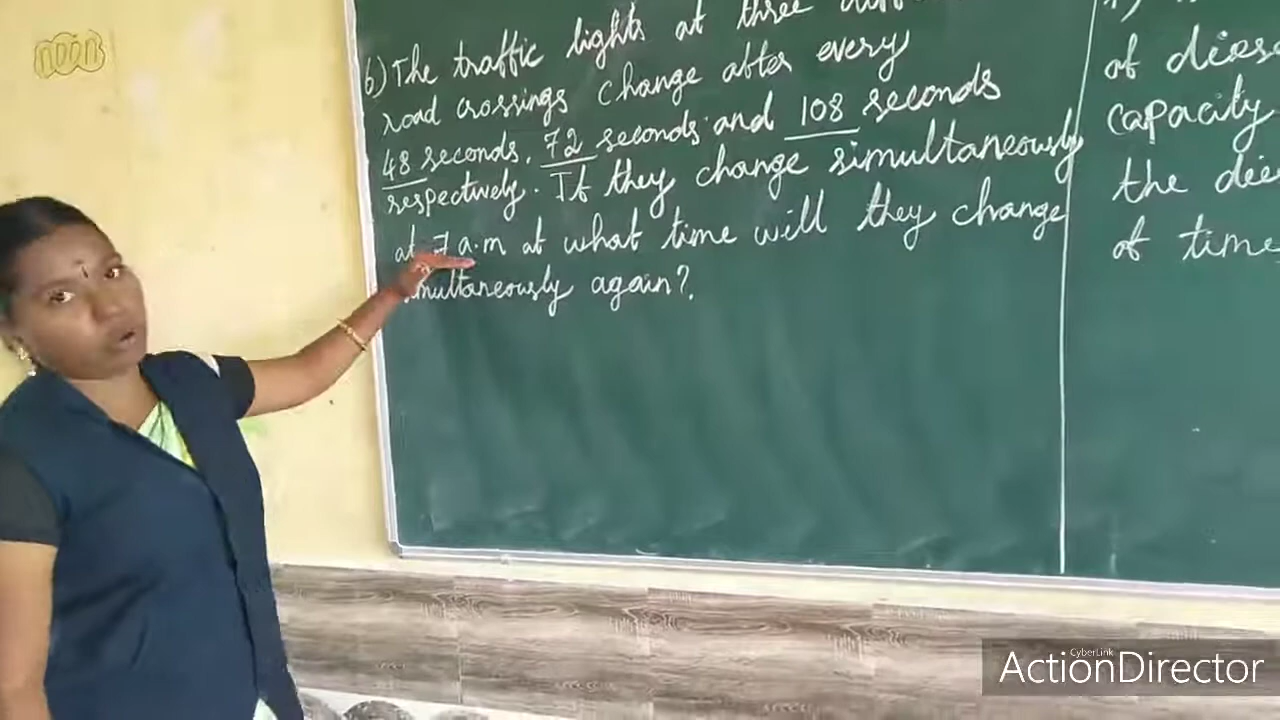 6) The traffic lights at three
road crossings change after every
48 seconds, 72 seconds and 108 seconds
respectively. If they change simultaneously
at 7 a.m at what time will they change
simultaneously again?.
of
capacity
the
of time
CyberLink
ActionDirector